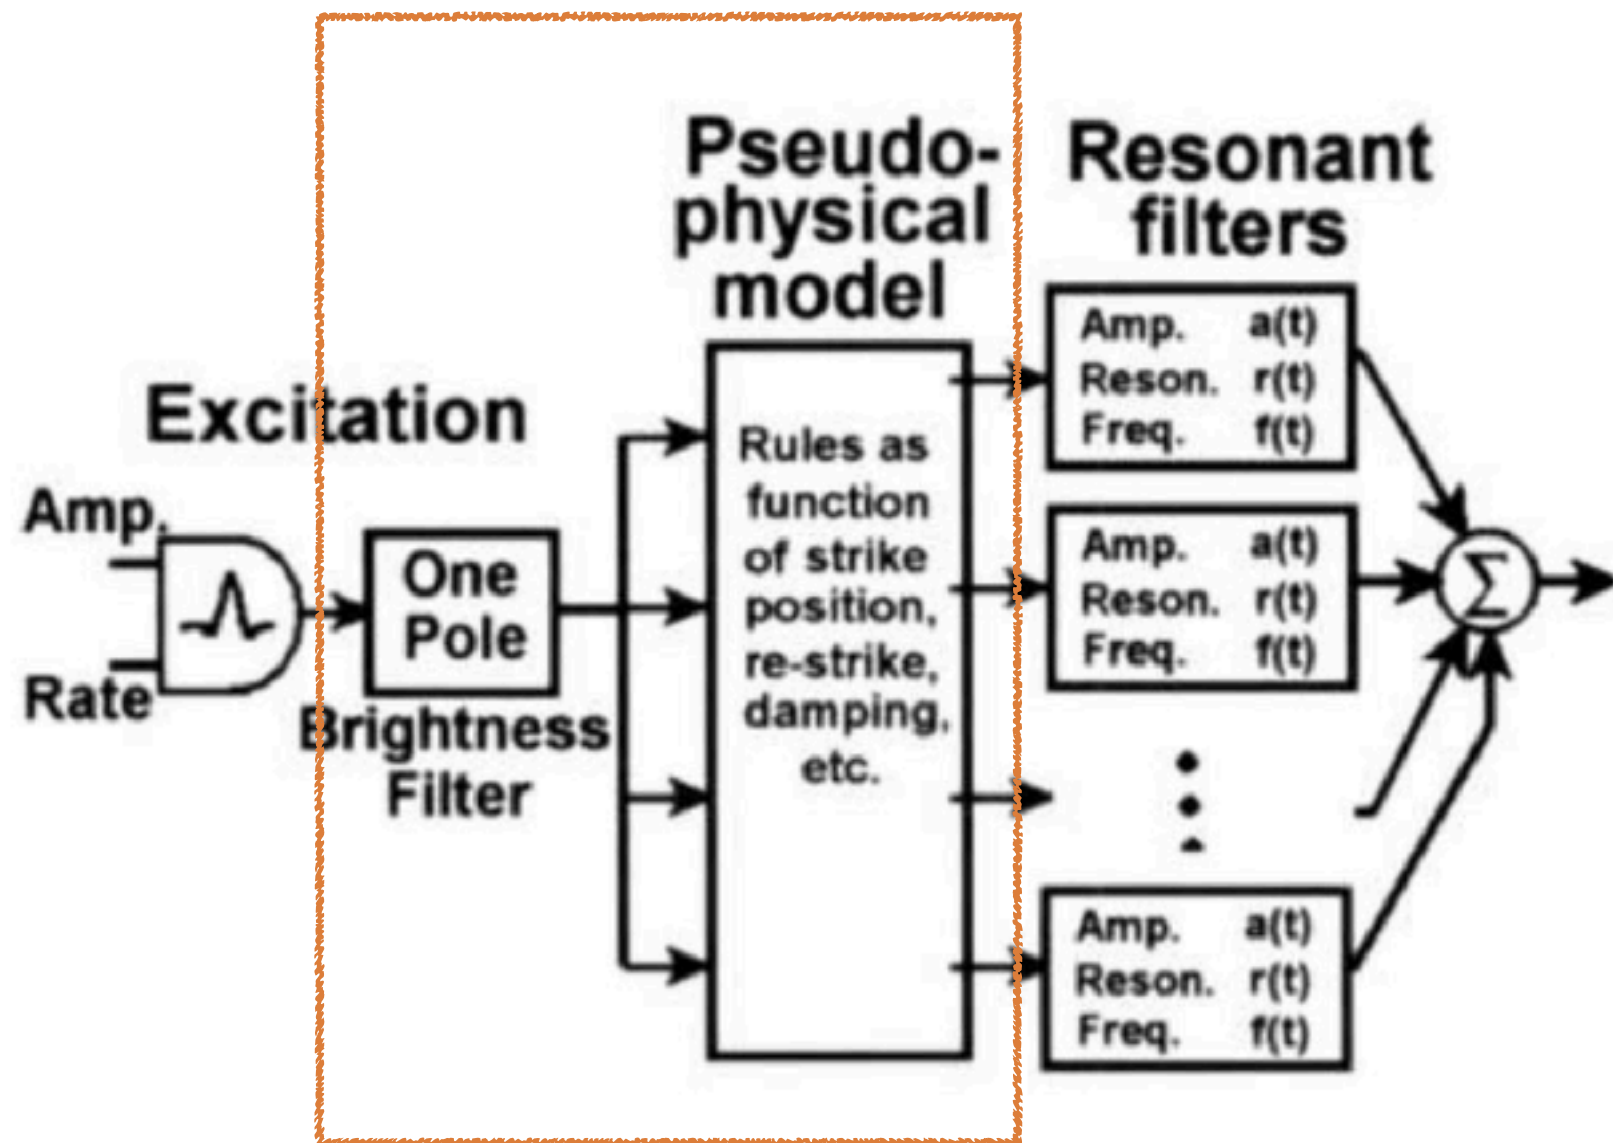 Excitation
Amp.
Rate
One
Pole
Brightness
Filter
Pseudo-
physical
model
Rules as
function
of strike
position,
re-strike,
damping,
etc.
Resonant
filters
Amp. a(t)
Reson. r(t)
Freq. f(t)
Amp. a(t)
Reson. r(t)
Freq. f(t)
Amp. a(t)
Reson. r(t)
Freq. f(t)
Σ